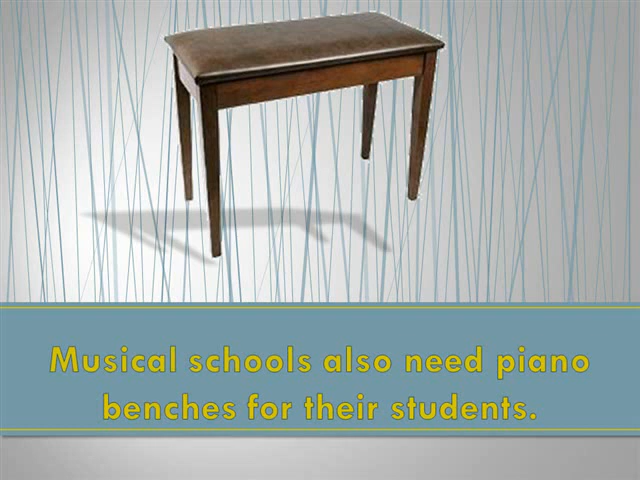 Musical schools also need piano
benches for their students.